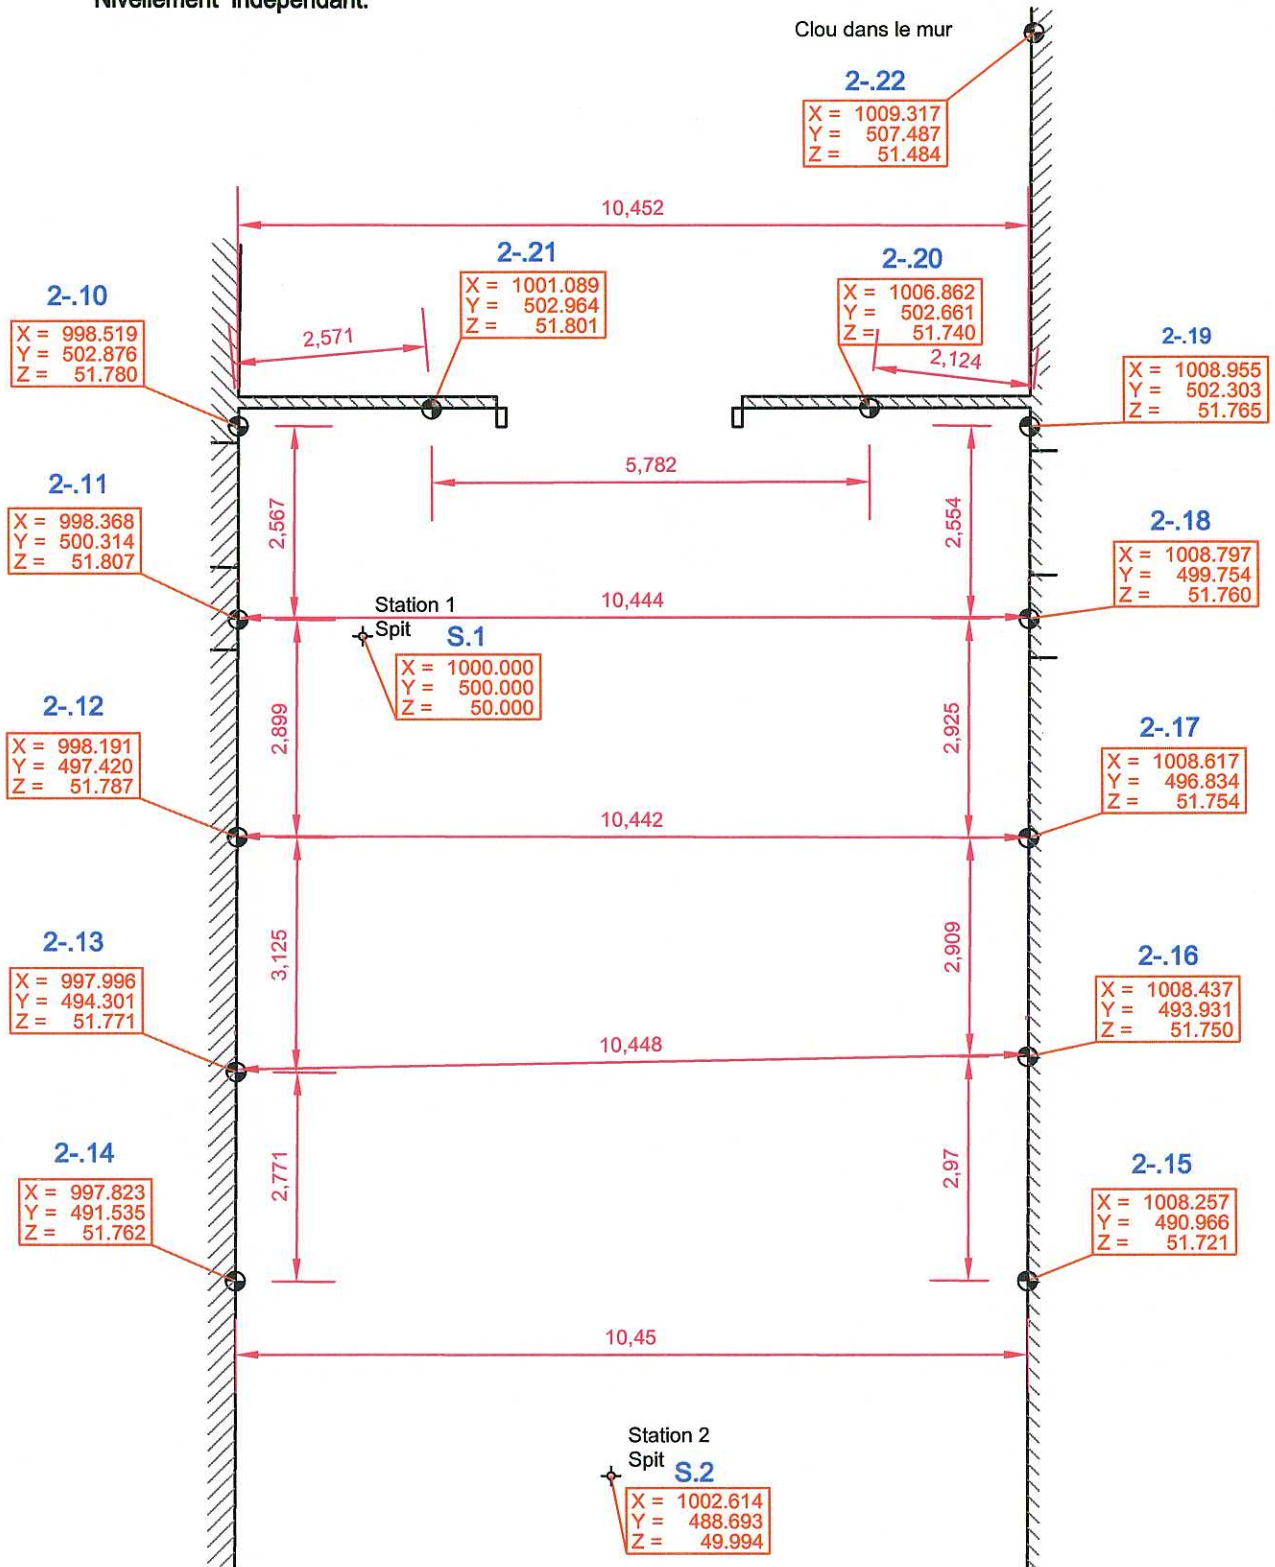 Nivellement indépendant.
Clou dans le mur
2-.22
X = 1009.317
Y = 507.487
Z = 51.484
10,452
2-.21
X = 1001.089
Y = 502.964
Z = 51.801
2-.20
X = 1006.862
Y = 502.661
Z = 51.740
2-.10
X = 998.519
Y = 502.876
Z = 51.780
2,571
2,124
2-.19
X = 1008.955
Y = 502.303
Z = 51.765
5,782
2-.11
X = 998.368
Y = 500.314
Z = 51.807
2,567
2,554
2-.18
X = 1008.797
Y = 499.754
Z = 51.760
10,444
Station 1
Spit
S.1
X = 1000.000
Y = 500.000
Z = 50.000
2-.12
X = 998.191
Y = 497.420
Z = 51.787
2,899
2,925
2-.17
X = 1008.617
Y = 496.834
Z = 51.754
10,442
2-.13
X = 997.996
Y = 494.301
Z = 51.771
3,125
2,909
2-.16
X = 1008.437
Y = 493.931
Z = 51.750
10,448
2-.14
X = 997.823
Y = 491.535
Z = 51.762
2,771
2,97
2-.15
X = 1008.257
Y = 490.966
Z = 51.721
10,45
Station 2
Spit
S.2
X = 1002.614
Y = 488.693
Z = 49.994